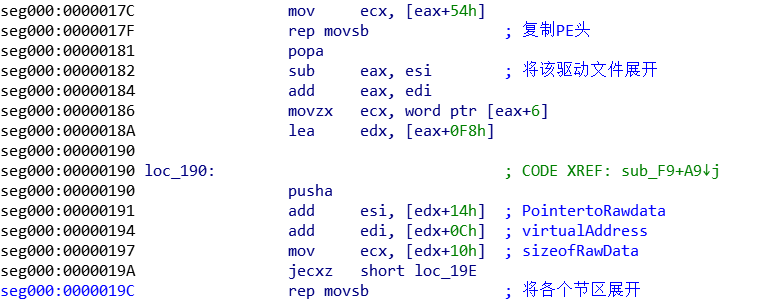 seg000:0000017C mov ecx, [eax+54h]
seg000:0000017F rep movsb ; 复制PE头
seg000:00000181 popa
seg000:00000182 sub eax, esi ; 将该驱动文件展开
seg000:00000184 add eax, edi
seg000:00000186 movzx ecx, word ptr [eax+6]
seg000:0000018A lea edx, [eax+0F8h]
seg000:00000190
seg000:00000190 loc_190: ; CODE XREF: sub_F9+A9↓j
seg000:00000190 pusha
seg000:00000191 add esi, [edx+14h] ; PointertoRawdata
seg000:00000194 add edi, [edx+0Ch] ; virtualAddress
seg000:00000197 mov ecx, [edx+10h] ; sizeofRawData
seg000:0000019A jecxz short loc_19E
seg000:0000019C rep movsb ; 将各个节区展开